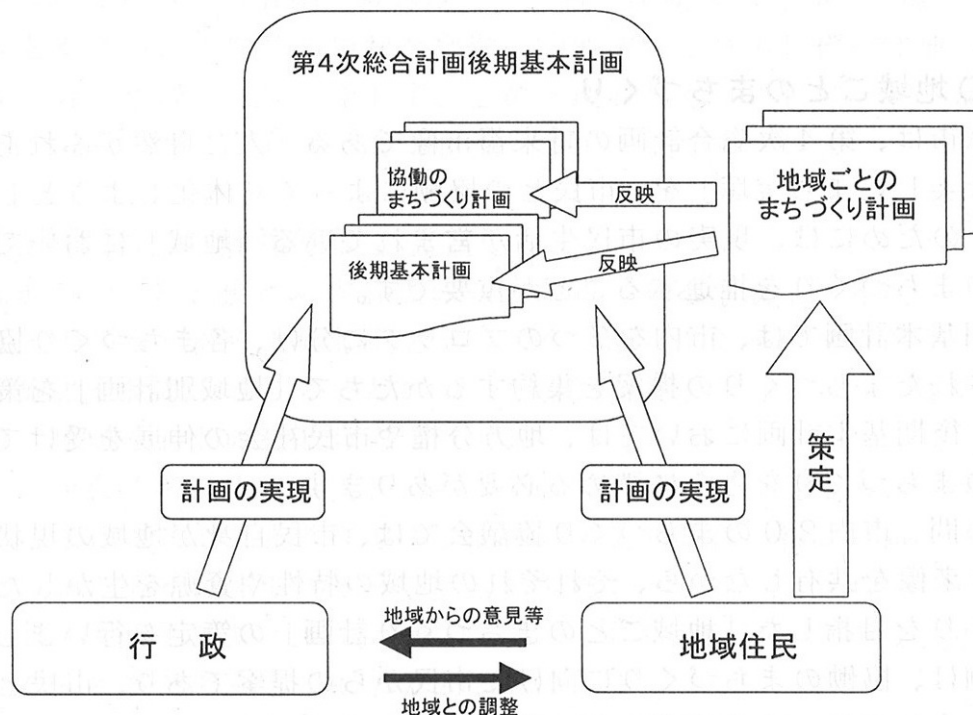 第4次総合計画後期基本計画
協働の
まちづくり計画
反映
地域ごとの
まちづくり計画
後期基本計画
反映
計画の実現
計画の実現
策定
行政
地域からの意見等
地域住民
地域との調整